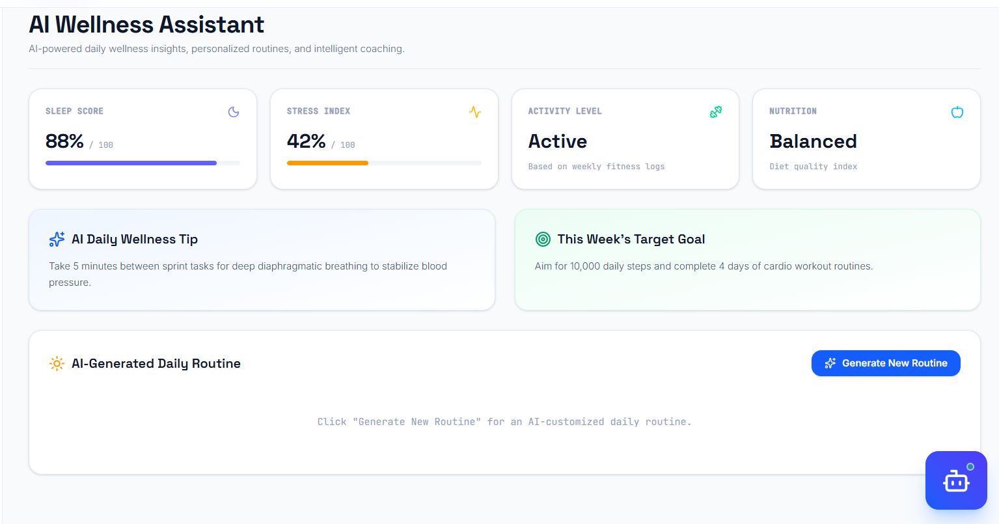 AI Wellness Assistant
AI-powered daily wellness insights, personalized routines, and intelligent coaching.
SLEEP SCORE
88% / 100
STRESS INDEX
42% / 100
ACTIVITY LEVEL
Active
Based on weekly fitness logs
NUTRITION
Balanced
Diet quality index
AI Daily Wellness Tip
Take 5 minutes between sprint tasks for deep diaphragmatic breathing to stabilize blood
pressure.
This Week's Target Goal
Aim for 10,000 daily steps and complete 4 days of cardio workout routines.
AI-Generated Daily Routine
Generate New Routine
Click "Generate New Routine" for an AI-customized daily routine.